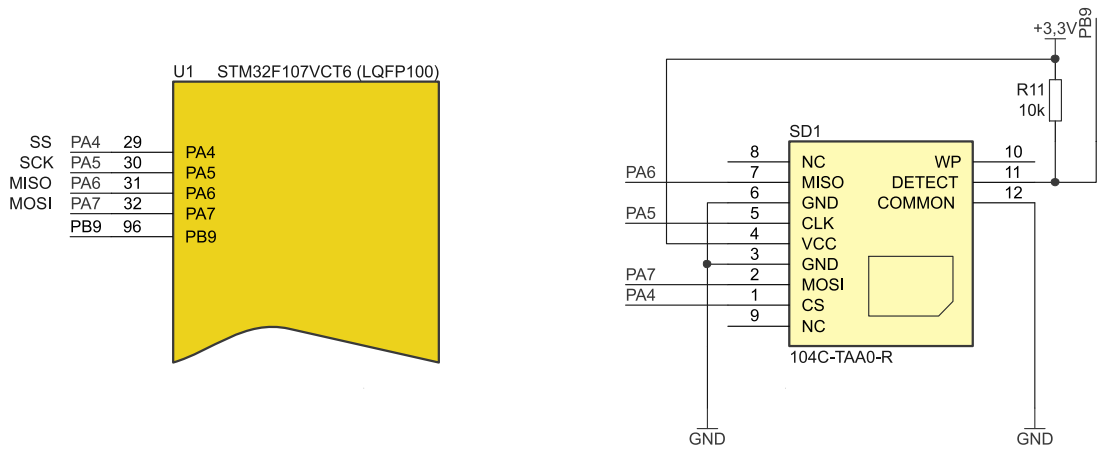 U1 STM32F107VCT6 (LQFP100)
SS PA4 29 PA4
SCK PA5 30 PA5
MISO PA6 31 PA6
MOSI PA7 32 PA7
PB9 96 PB9
+3,3V
PB9
R11
10k
SD1
8 NC WP 10
PA6 7 MISO DETECT 11
6 GND COMMON 12
PA5 5 CLK
4 VCC
3 GND
PA7 2 MOSI
PA4 1 CS
9 NC
104C-TAA0-R
GND GND